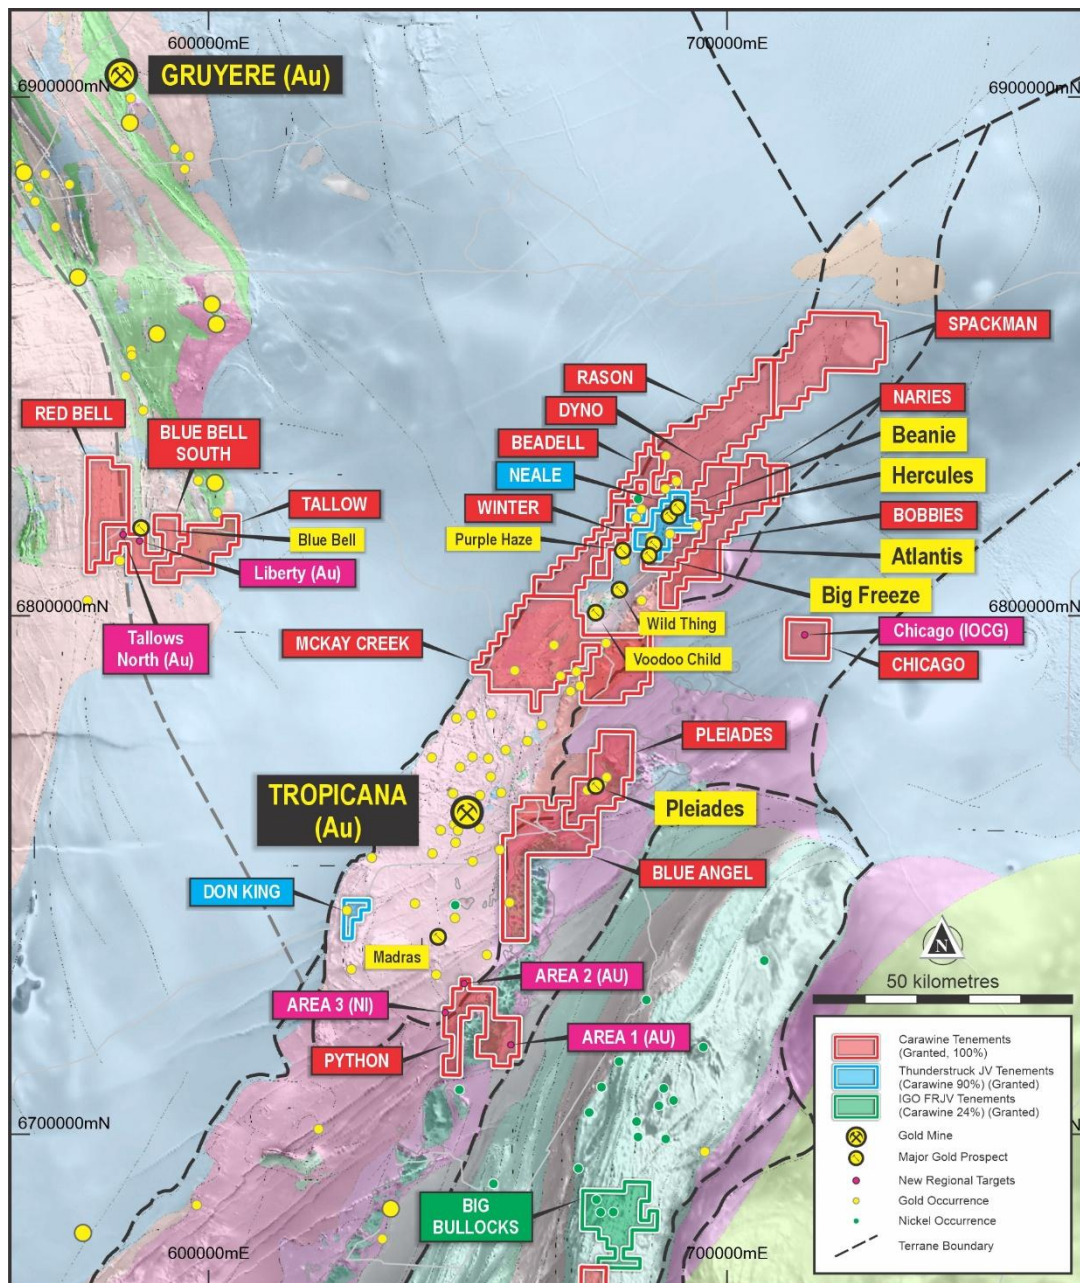 600000mE
700000mE
6900000mN
6900000mN
GRUYERE (Au)
SPACKMAN
RASON
DYNO
NARIES
RED BELL
BLUE BELL
SOUTH
BEADELL
Beanie
NEALE
Hercules
TALLOW
WINTER
BOBBIES
Blue Bell
Purple Haze
Atlantis
Liberty (Au)
Big Freeze
6800000mN
6800000mN
Wild Thing
Chicago (IOCG)
Tallows
North (Au)
MCKAY CREEK
Voodoo Child
CHICAGO
PLEIADES
TROPICANA
(Au)
Pleiades
BLUE ANGEL
DON KING
Madras
N
50 kilometres
AREA 2 (AU)
AREA 3 (NI)
AREA 1 (AU)
PYTHON
6700000mN
BIG
BULLOCKS
600000mE
700000mE
Carawine Tenements
(Granted, 100%)
Thunderstruck JV Tenements
(Carawine 90%) (Granted)
IGO FRJV Tenements
(Carawine 24%) (Granted)
Gold Mine
Major Gold Prospect
New Regional Targets
Gold Occurrence
Nickel Occurrence
Terrane Boundary